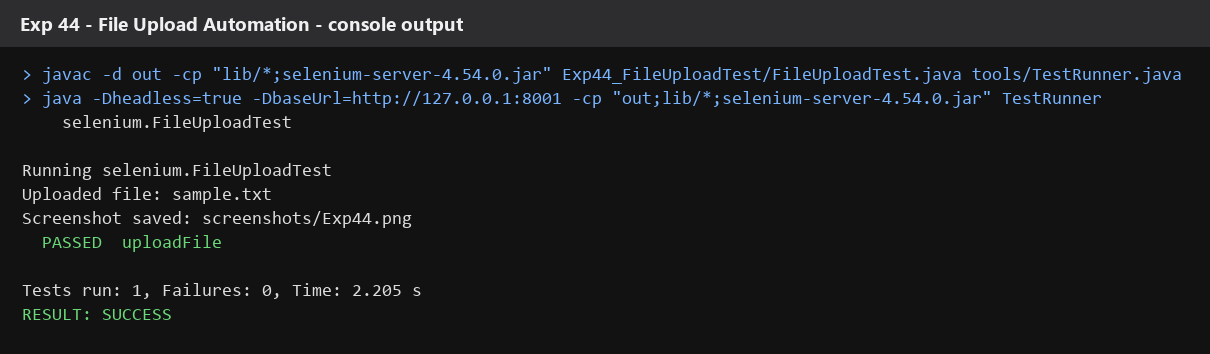 Exp 44 - File Upload Automation - console output
> javac -d out -cp "lib/*;selenium-server-4.54.0.jar" Exp44_FileUploadTest/FileUploadTest.java tools/TestRunner.java
> java -Dheadless=true -DbaseUrl=http://127.0.0.1:8001 -cp "out;lib/*;selenium-server-4.54.0.jar" TestRunner
selenium.FileUploadTest
Running selenium.FileUploadTest
Uploaded file: sample.txt
Screenshot saved: screenshots/Exp44.png
PASSED  uploadFile
Tests run: 1, Failures: 0, Time: 2.205 s
RESULT: SUCCESS